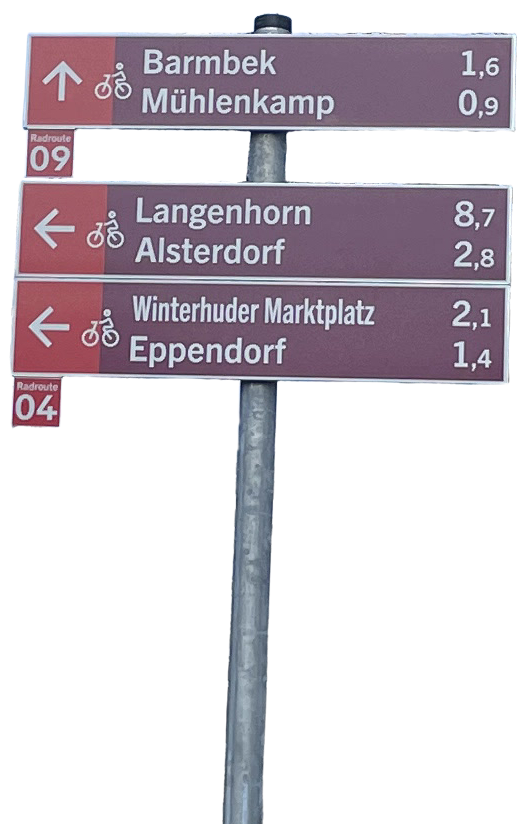 Barmbek 1,6
Mühlenkamp 0,9
Radroute
09
Langenhorn 8,7
Alsterdorf 2,8
Winterhuder Marktplatz 2,1
Eppendorf 1,4
Radroute
04